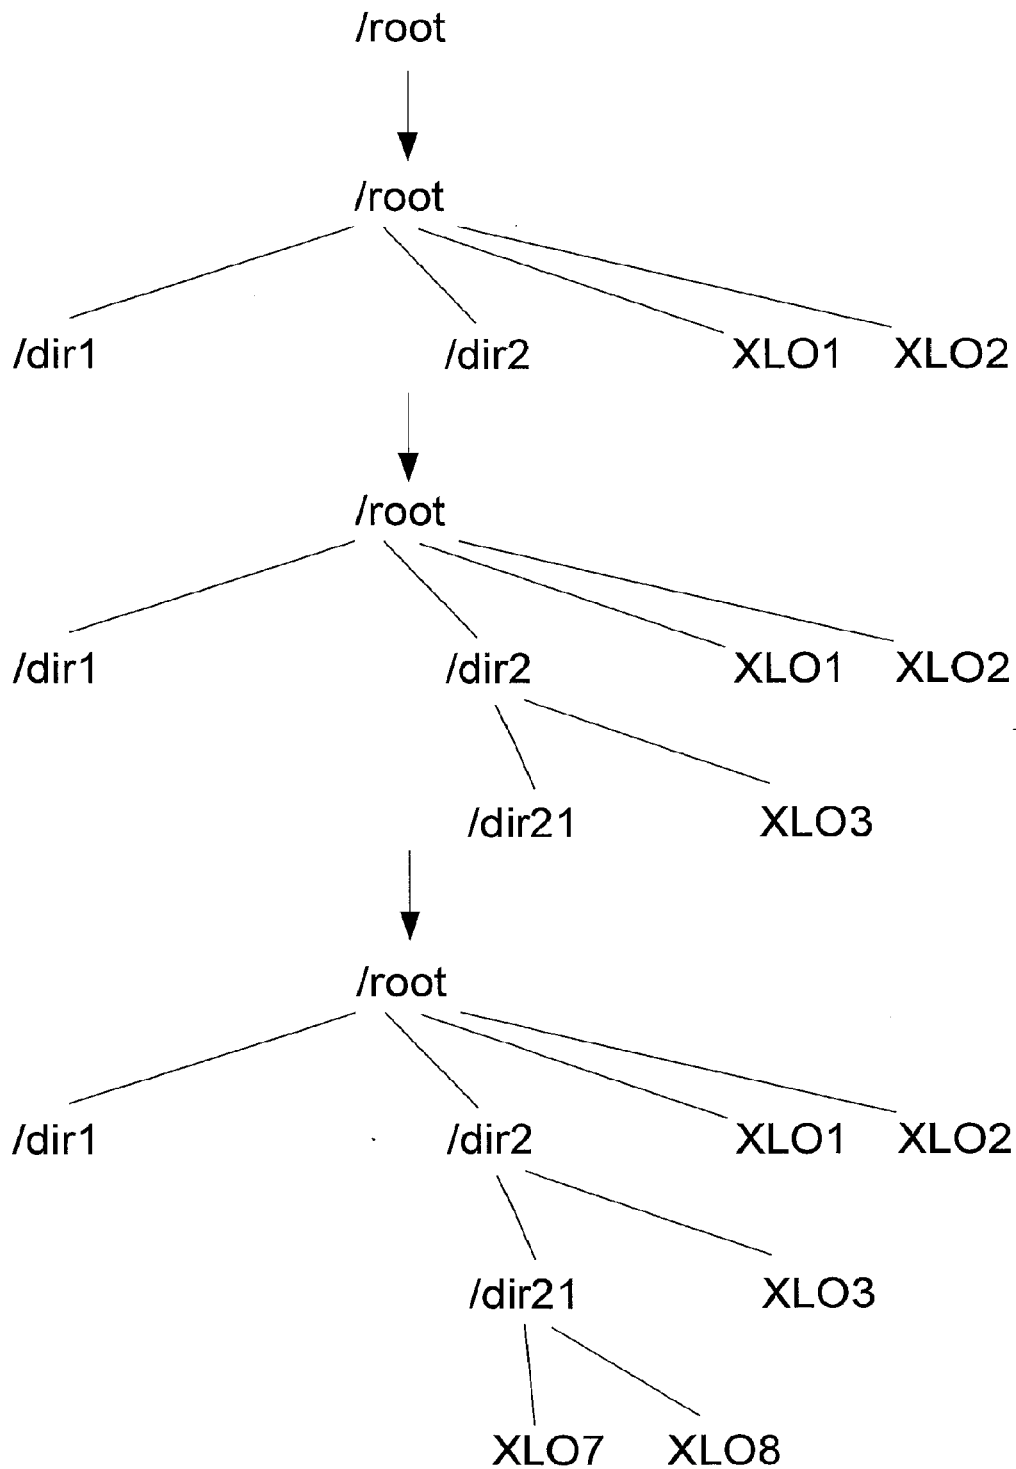 /root
/root
/dir1 /dir2 XLO1 XLO2
/root
/dir1 /dir2 XLO1 XLO2
/dir21 XLO3
/root
/dir1 /dir2 XLO1 XLO2
/dir21 XLO3
XLO7 XLO8